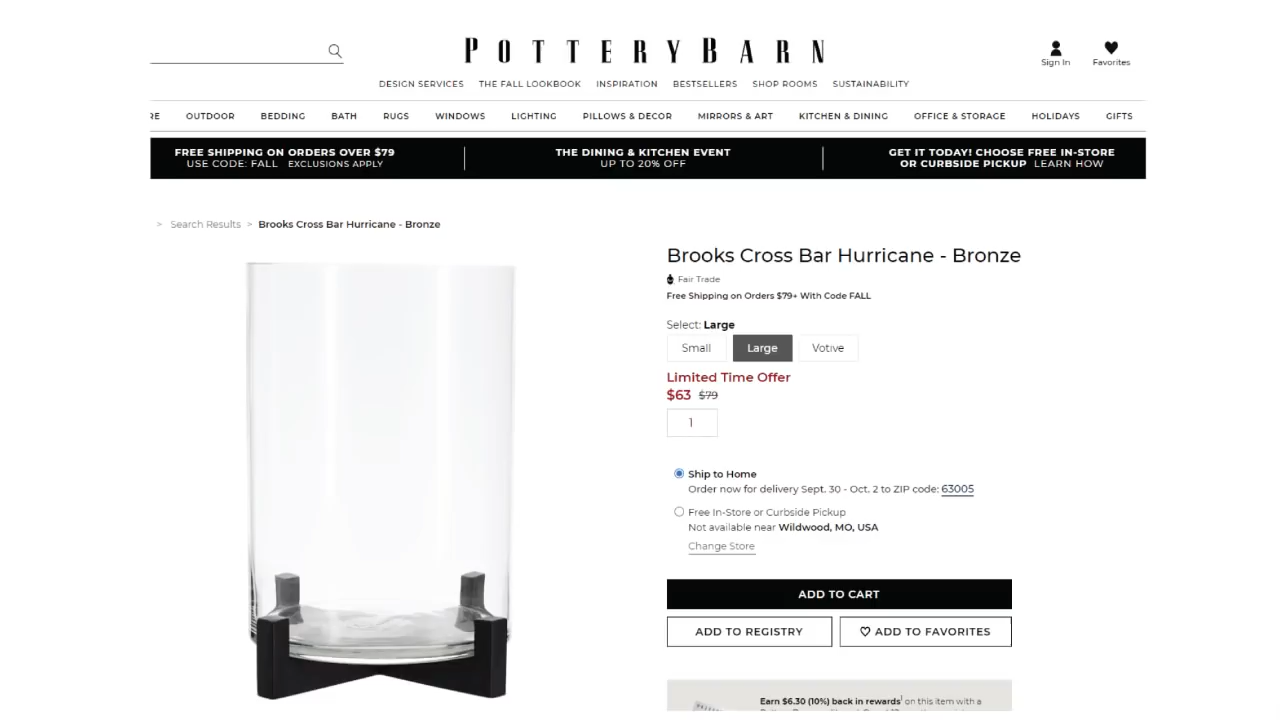 POTTERYBARN
Sign In
Favorites
DESIGN SERVICES THE FALL LOOKBOOK INSPIRATION BESTSELLERS SHOP ROOMS SUSTAINABILITY
RE OUTDOOR BEDDING BATH RUGS WINDOWS LIGHTING PILLOWS & DECOR MIRRORS & ART KITCHEN & DINING OFFICE & STORAGE HOLIDAYS GIFTS
FREE SHIPPING ON ORDERS OVER $79
USE CODE: FALL EXCLUSIONS APPLY
THE DINING & KITCHEN EVENT
UP TO 20% OFF
GET IT TODAY! CHOOSE FREE IN-STORE
OR CURBSIDE PICKUP LEARN HOW
> Search Results > Brooks Cross Bar Hurricane - Bronze
Brooks Cross Bar Hurricane - Bronze
Fair Trade
Free Shipping on Orders $79+ With Code FALL
Select: Large
Small Large Votive
Limited Time Offer
$63 $79
1
Ship to Home
Order now for delivery Sept. 30 - Oct. 2 to ZIP code: 63005
Free In-Store or Curbside Pickup
Not available near Wildwood, MO, USA
Change Store
ADD TO CART
ADD TO REGISTRY
ADD TO FAVORITES
Earn $6.30 (10%) back in rewards1 on this item with a